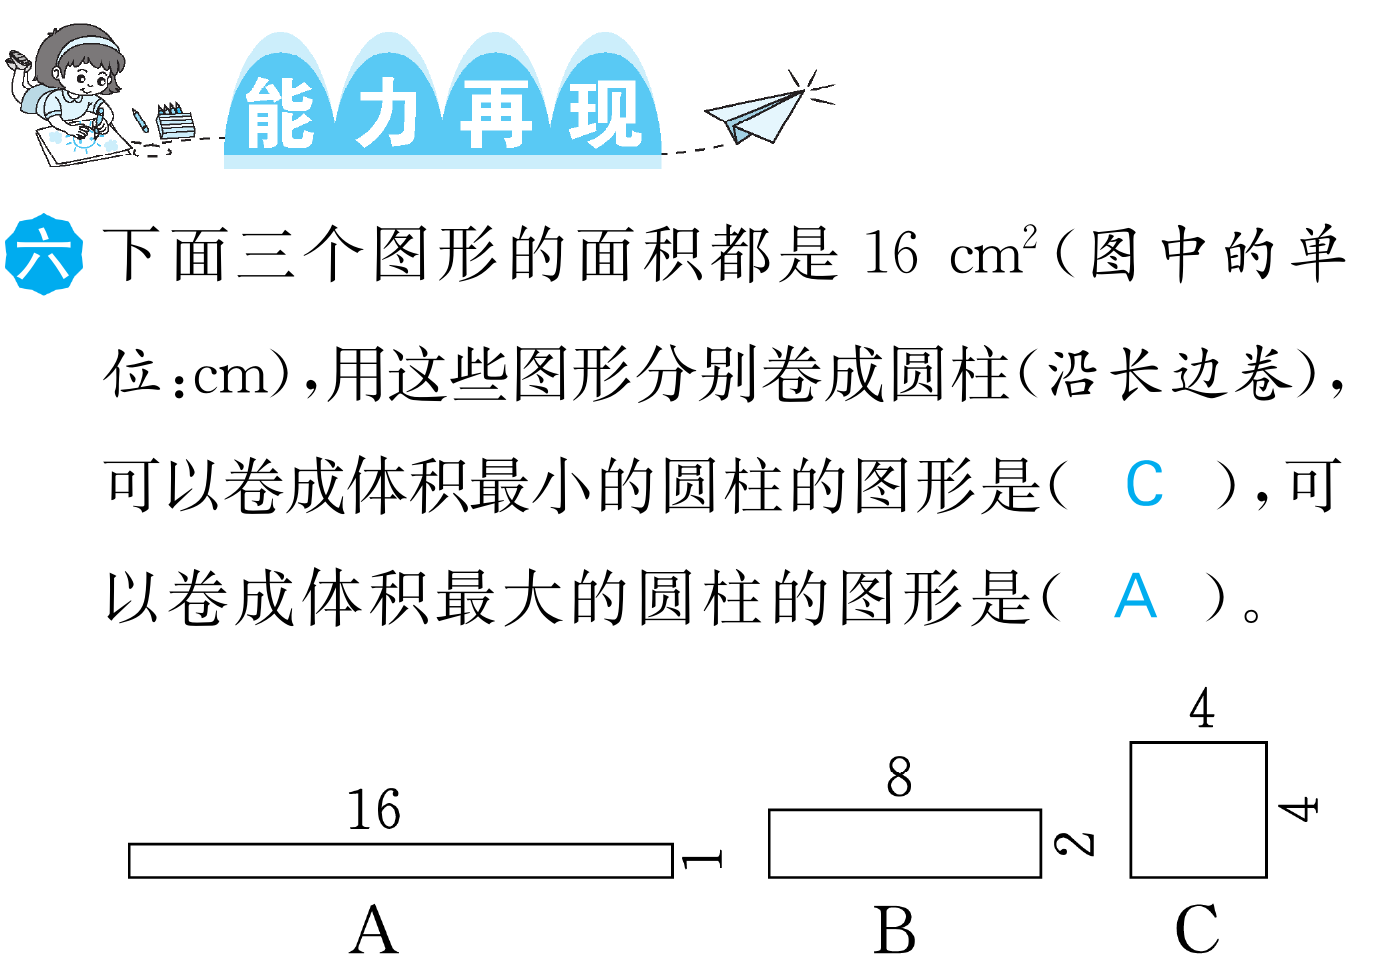 能力再现
六 下面三个图形的面积都是 16 cm²(图中的单
位:cm),用这些图形分别卷成圆柱(沿长边卷),
可以卷成体积最小的圆柱的图形是( C ),可
以卷成体积最大的圆柱的图形是( A )。
16
1
A
8
2
B
4
4
C